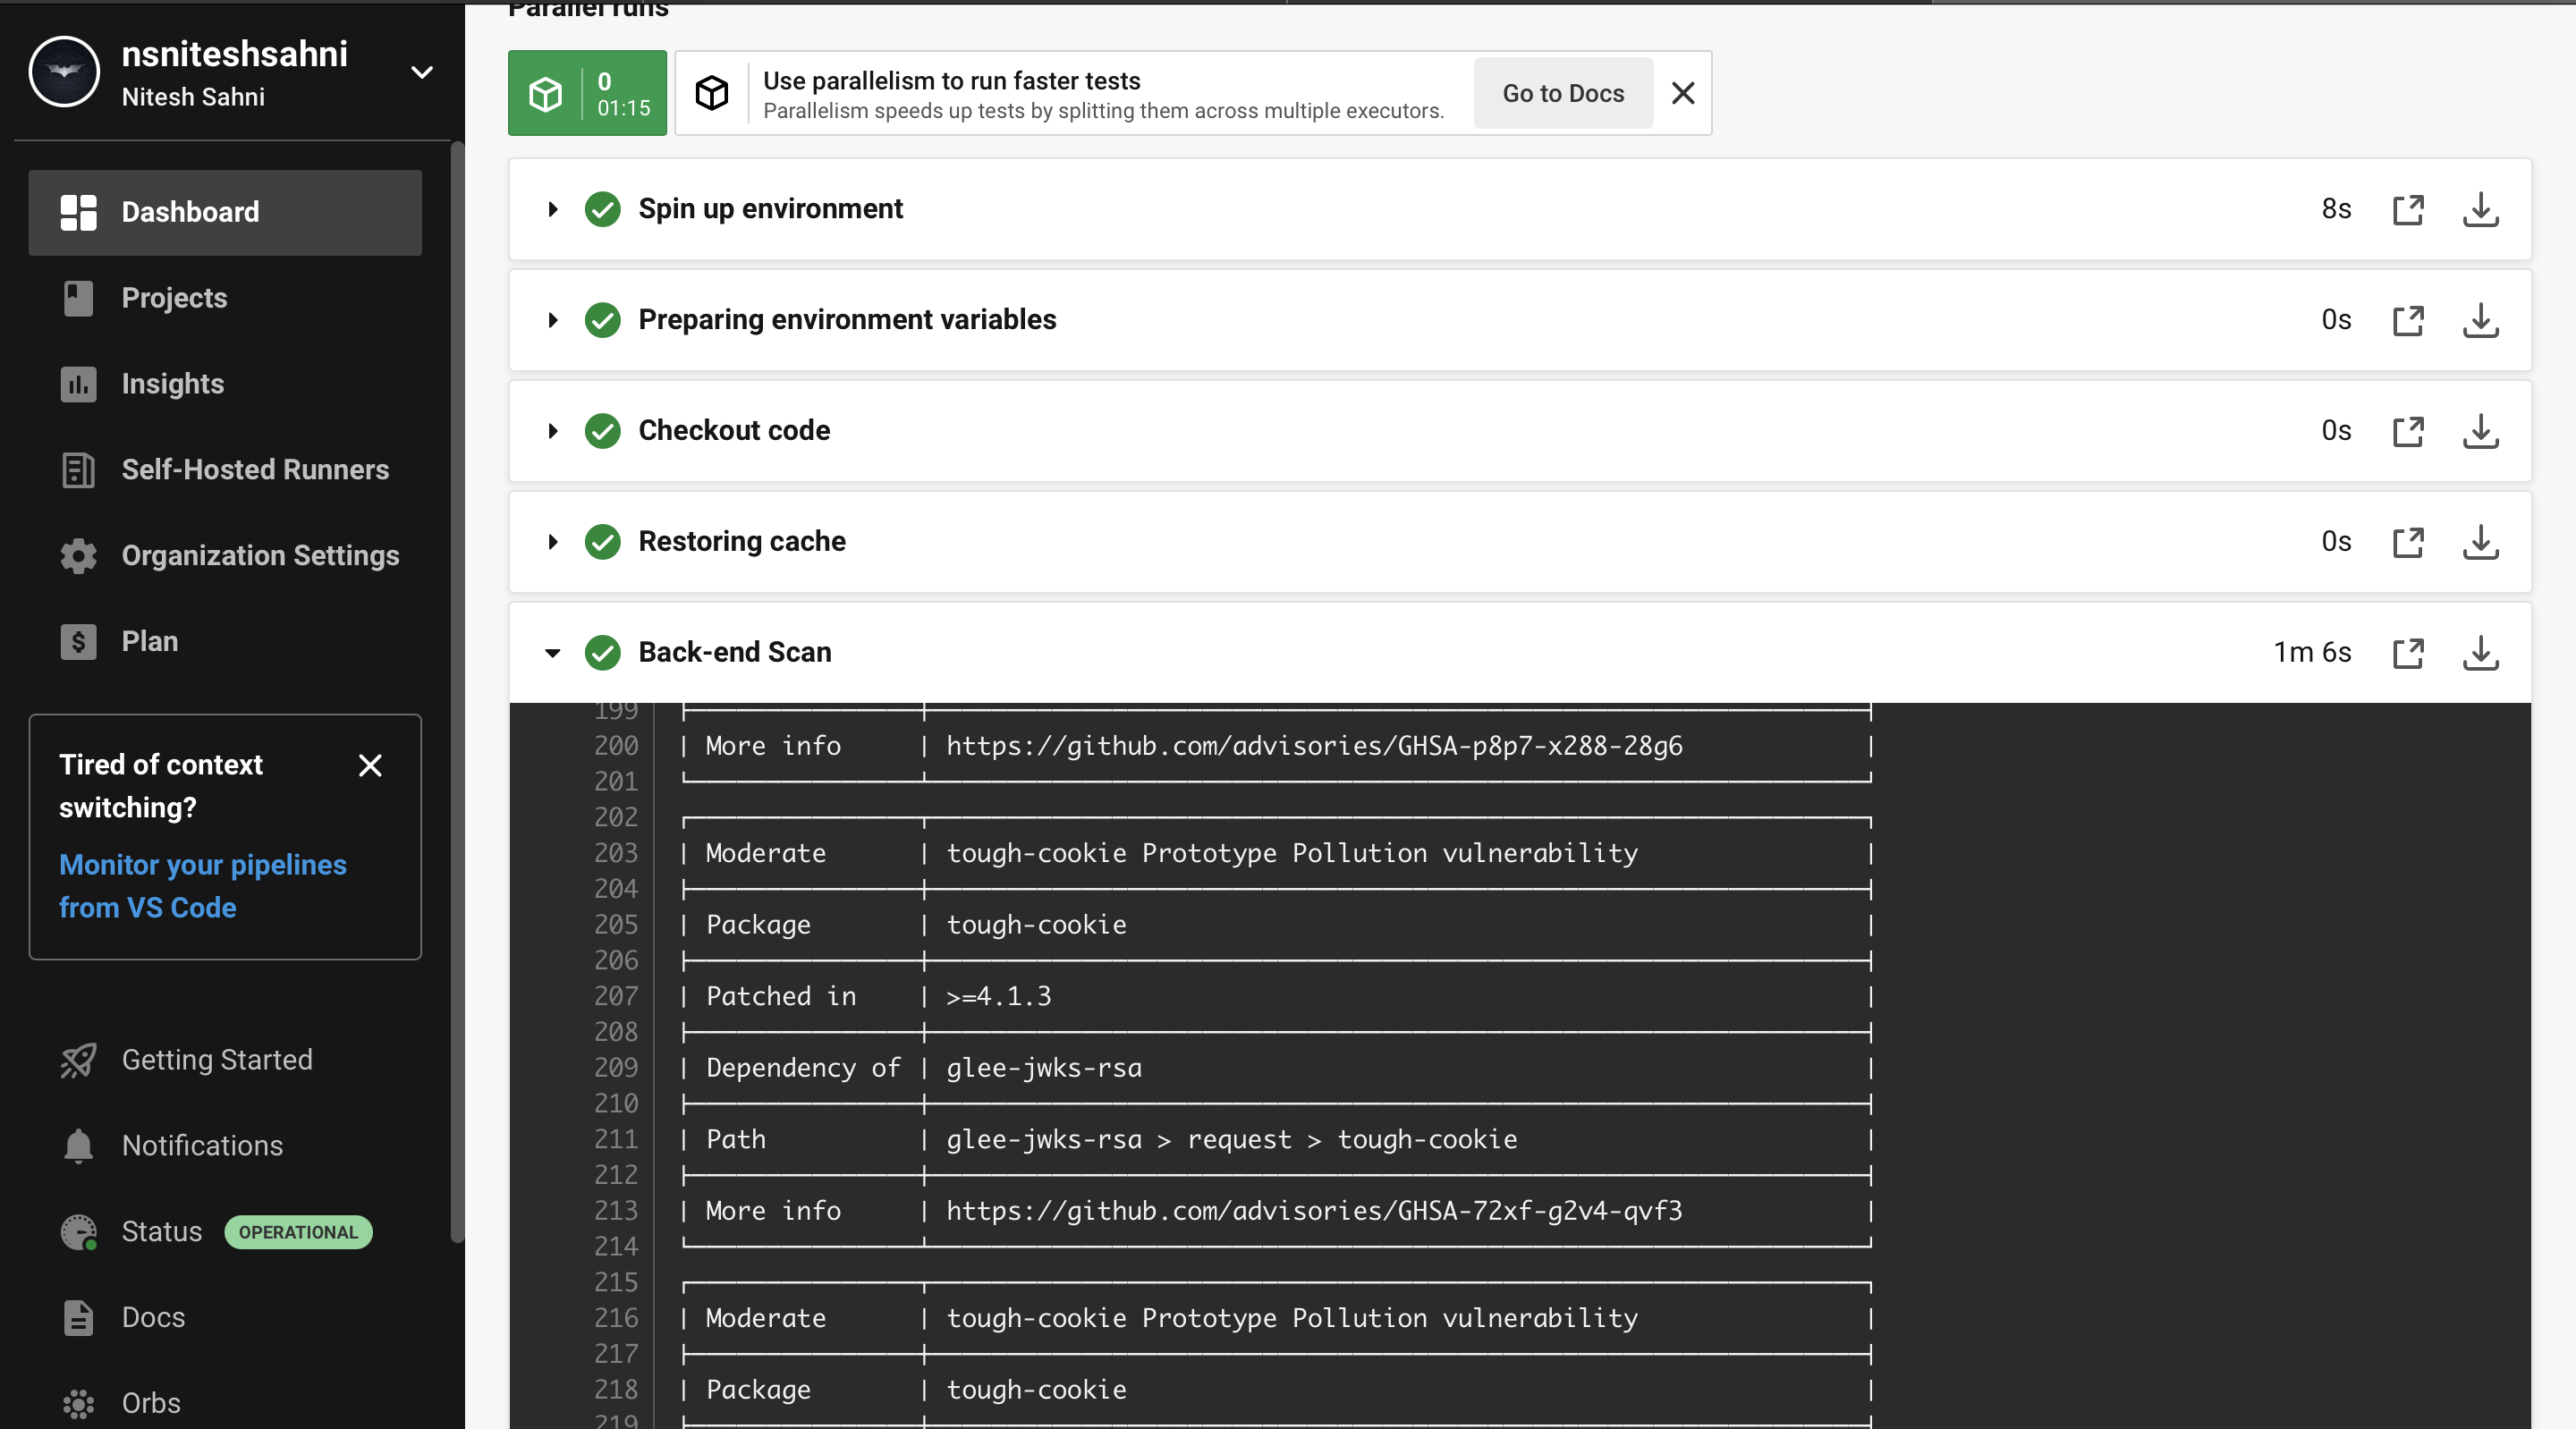 nsniteshsahni
Nitesh Sahni
Dashboard
Projects
Insights
Self-Hosted Runners
Organization Settings
Plan
Tired of context
switching?
Monitor your pipelines
from VS Code
Getting Started
Notifications
Status OPERATIONAL
Docs
Orbs
Parallel runs
0
01:15
Use parallelism to run faster tests
Parallelism speeds up tests by splitting them across multiple executors.
Go to Docs
Spin up environment 8s
Preparing environment variables 0s
Checkout code 0s
Restoring cache 0s
Back-end Scan 1m 6s
199
200 | More info | https://github.com/advisories/GHSA-p8p7-x288-28g6 |
201
202
203 | Moderate | tough-cookie Prototype Pollution vulnerability |
204
205 | Package | tough-cookie |
206
207 | Patched in | >=4.1.3 |
208
209 | Dependency of | glee-jwks-rsa |
210
211 | Path | glee-jwks-rsa > request > tough-cookie |
212
213 | More info | https://github.com/advisories/GHSA-72xf-g2v4-qvf3 |
214
215
216 | Moderate | tough-cookie Prototype Pollution vulnerability |
217
218 | Package | tough-cookie |
219